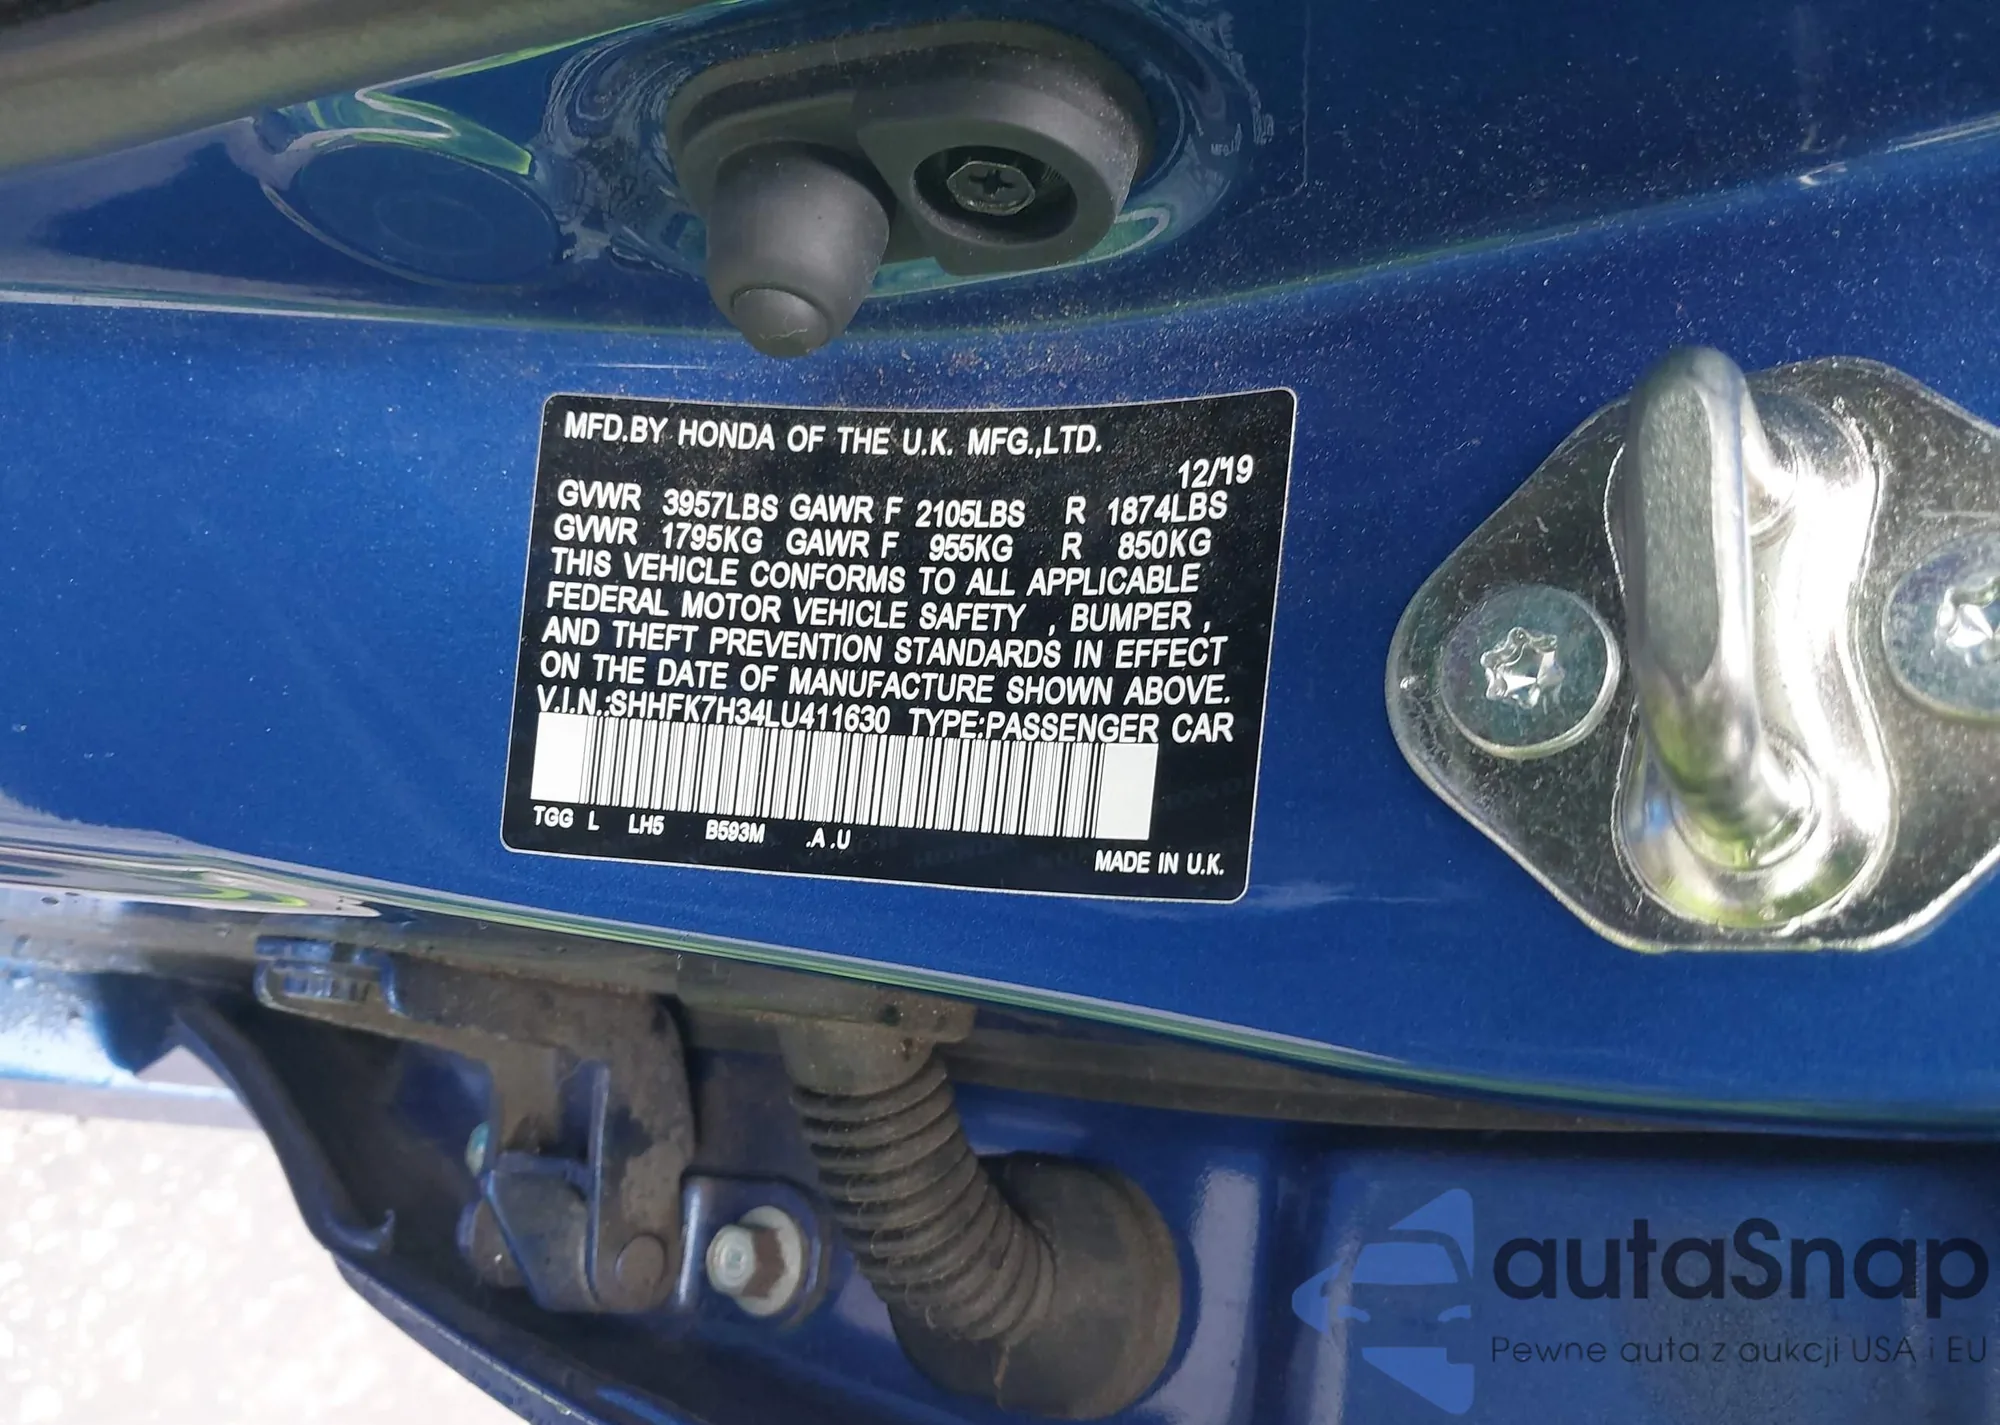 MFD.BY HONDA OF THE U.K. MFG.,LTD.
12/19
GVWR 3957LBS GAWR F 2105LBS R 1874LBS
GVWR 1795KG GAWR F 955KG R 850KG
THIS VEHICLE CONFORMS TO ALL APPLICABLE
FEDERAL MOTOR VEHICLE SAFETY , BUMPER ,
AND THEFT PREVENTION STANDARDS IN EFFECT
ON THE DATE OF MANUFACTURE SHOWN ABOVE.
V.I.N.:SHHFK7H34LU411630 TYPE:PASSENGER CAR
TGG L LH5 B593M .A .U
MADE IN U.K.
autaSnap
Pewne auta z aukcji USA i EU